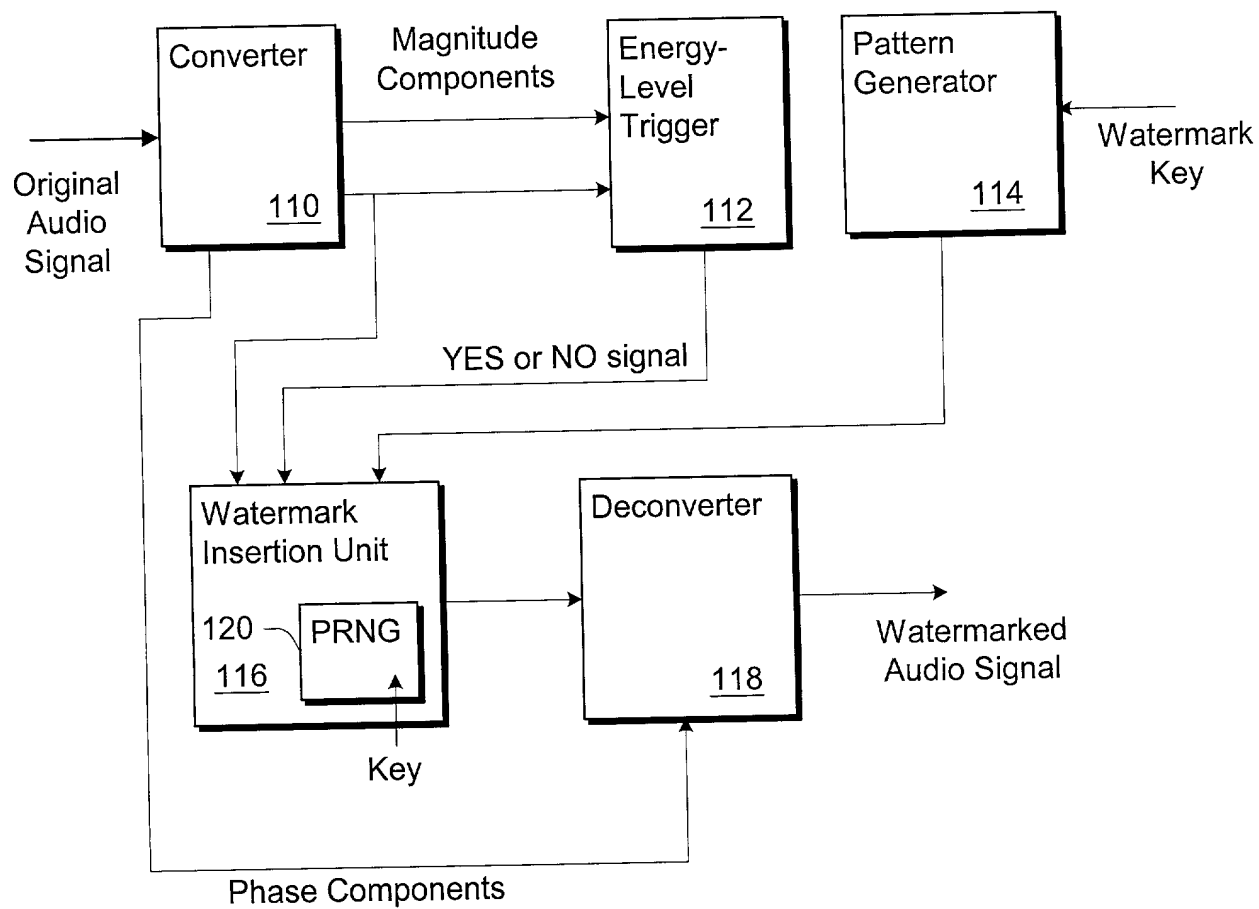 Converter
110
Magnitude
Components
Energy-
Level
Trigger
112
Pattern
Generator
114
Original
Audio
Signal
Watermark
Key
YES or NO signal
Watermark
Insertion Unit
120
PRNG
116
Key
Deconverter
118
Watermarked
Audio Signal
Phase Components